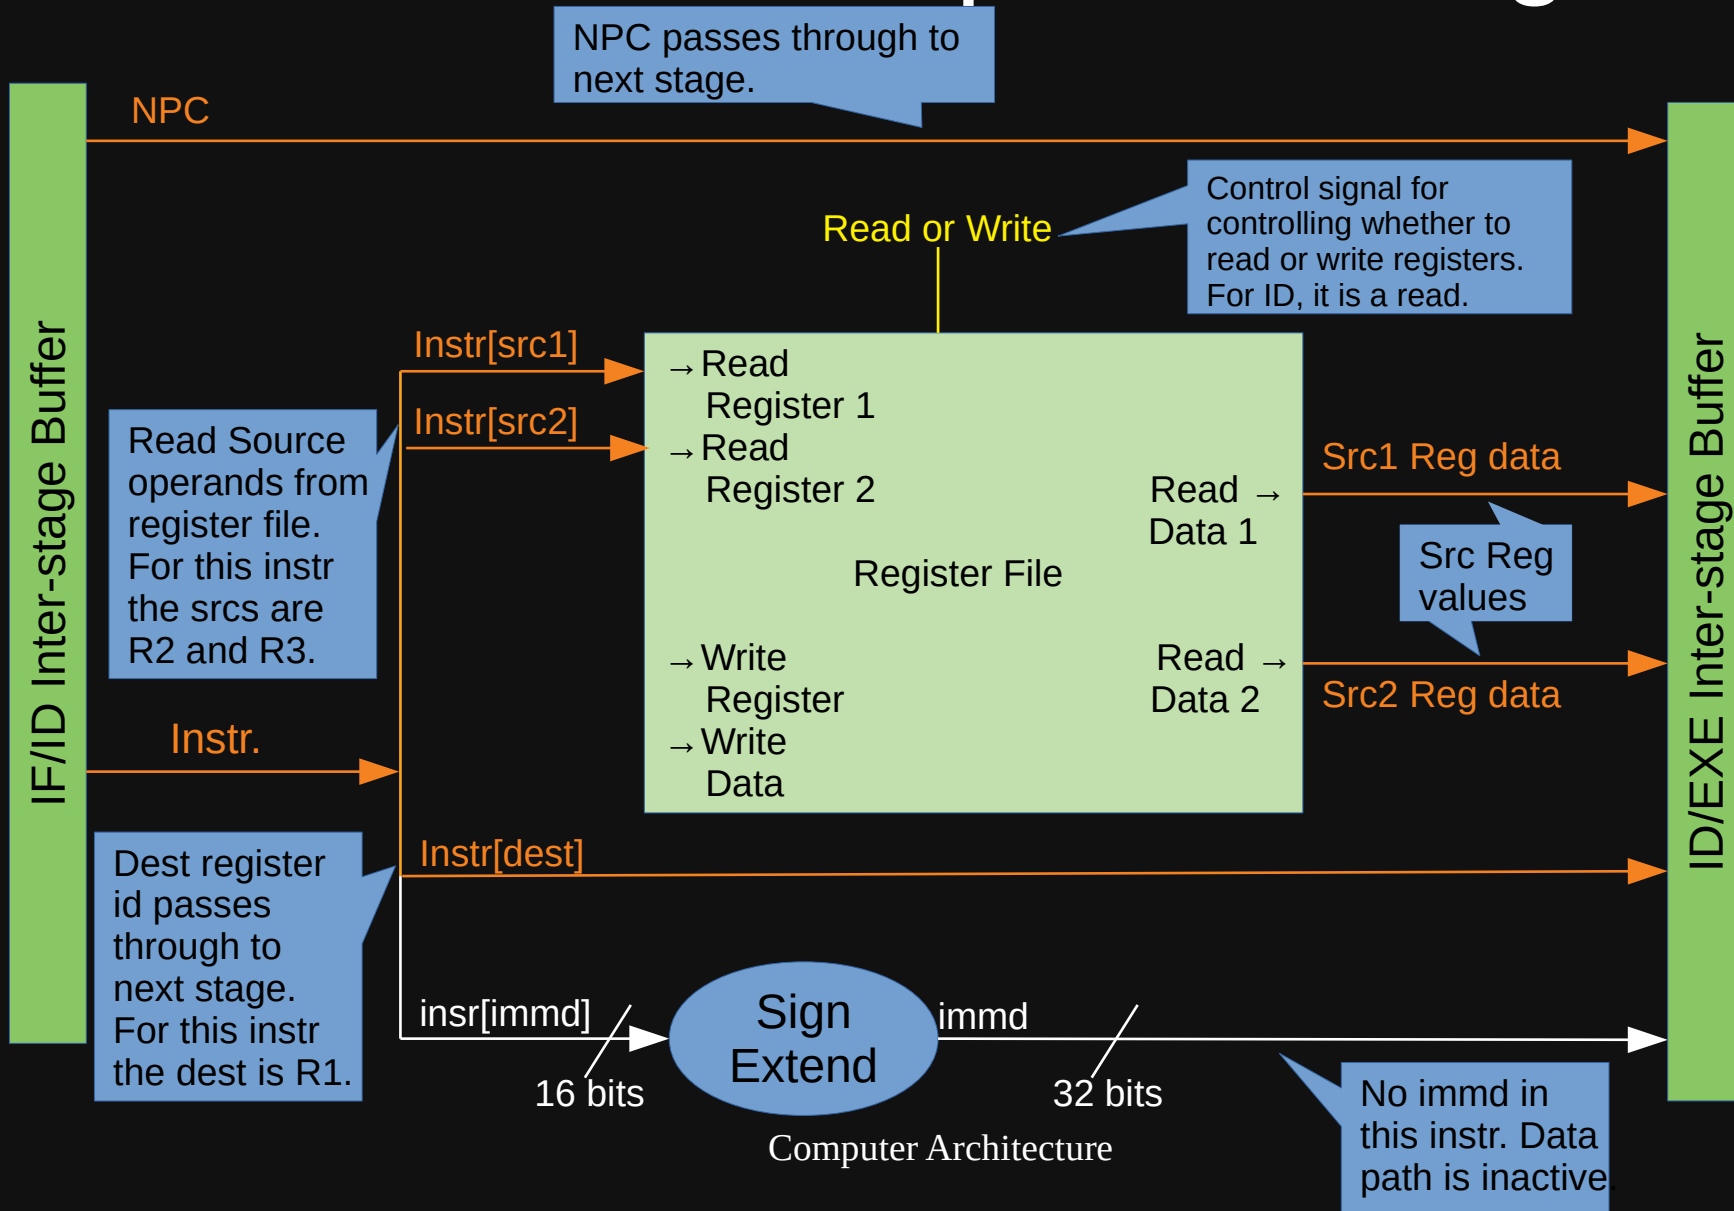 NPC passes through to
next stage.
NPC
Control signal for
controlling whether to
read or write registers.
For ID, it is a read.
Read or Write
IF/ID Inter-stage Buffer
ID/EXE Inter-stage Buffer
Instr[src1]
Instr[src2]
→Read
Register 1
→Read
Register 2
Read →
Data 1
Register File
→Write
Register
→Write
Data
Read →
Data 2
Src1 Reg data
Src Reg
values
Src2 Reg data
Read Source
operands from
register file.
For this instr
the srcs are
R2 and R3.
Instr.
Instr[dest]
Dest register
id passes
through to
next stage.
For this instr
the dest is R1.
insr[immd]
16 bits
Sign
Extend
immd
32 bits
No immd in
this instr. Data
path is inactive.
Computer Architecture